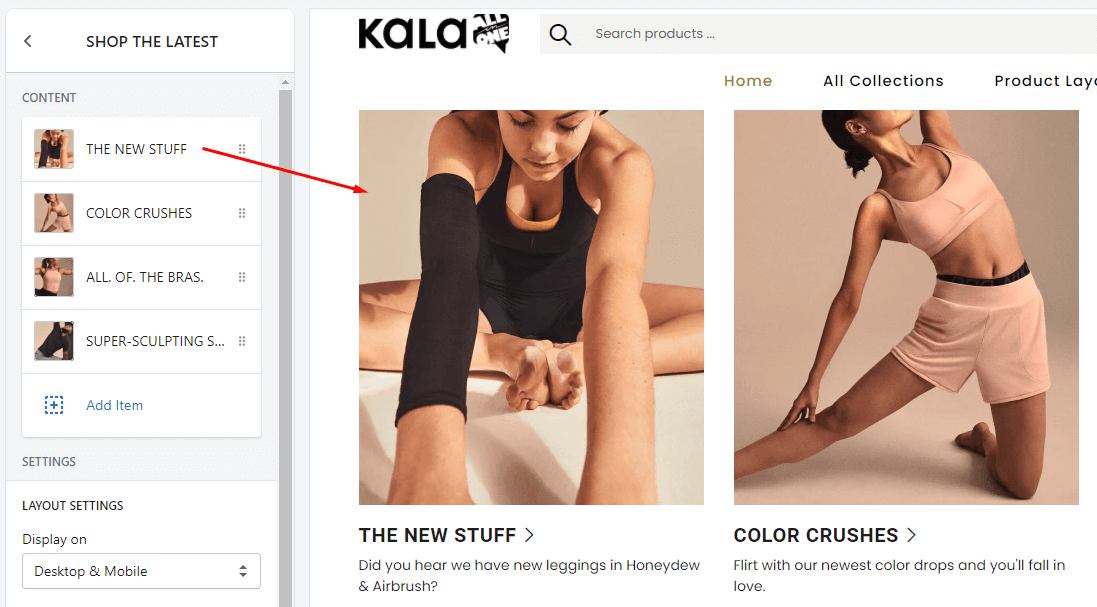 SHOP THE LATEST
CONTENT
THE NEW STUFF
COLOR CRUSHES
ALL. OF. THE BRAS.
SUPER-SCULPTING S...
Add Item
SETTINGS
LAYOUT SETTINGS
Display on
Desktop & Mobile
KALA ALL ONE
Search products ...
Home All Collections Product Layo
THE NEW STUFF >
Did you hear we have new leggings in Honeydew
& Airbrush?
COLOR CRUSHES >
Flirt with our newest color drops and you'll fall in
love.